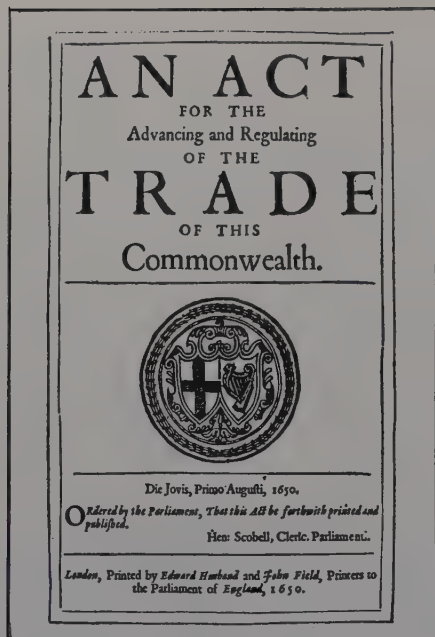 AN ACT
FOR THE
Advancing and Regulating
OF THE
TRADE
OF THIS
Commonwealth.
Die Jovis, Primo Auguſti, 1650.
ORdered by the Parliament, That this Act be forthwith printed and
publiſhed.
Hen: Scobell, Cleric. Parliamenti.
London, Printed by Edward Husband and John Field, Printers to
the Parliament of England, 1650.